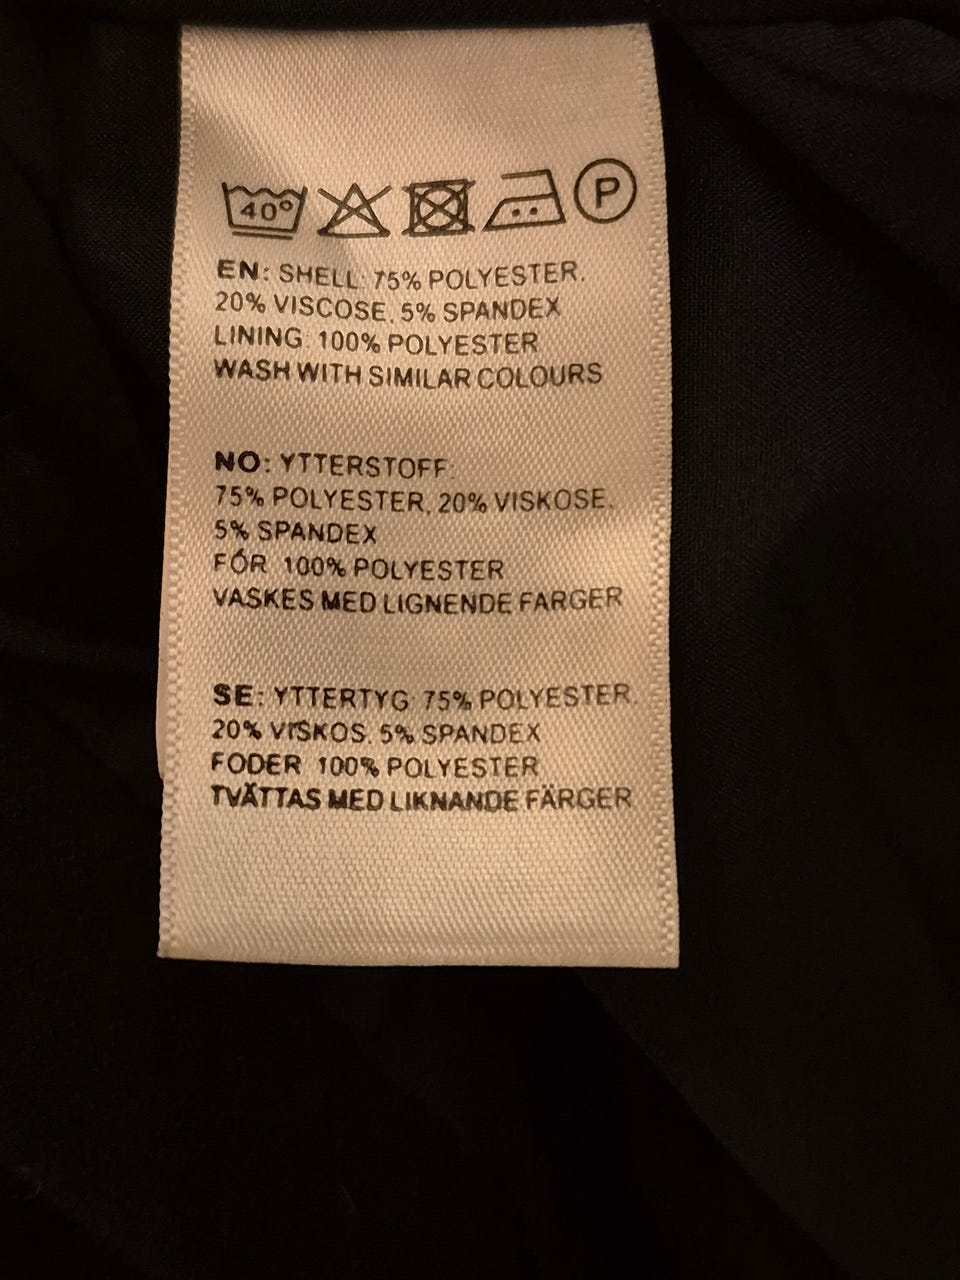 40°
P
EN: SHELL: 75% POLYESTER,
20% VISCOSE, 5% SPANDEX
LINING: 100% POLYESTER
WASH WITH SIMILAR COLOURS
NO: YTTERSTOFF:
75% POLYESTER, 20% VISKOSE,
5% SPANDEX
FÓR 100% POLYESTER
VASKES MED LIGNENDE FARGER
SE: YTTERTYG 75% POLYESTER,
20% VISKOS, 5% SPANDEX
FODER 100% POLYESTER
TVÄTTAS MED LIKNANDE FÄRGER